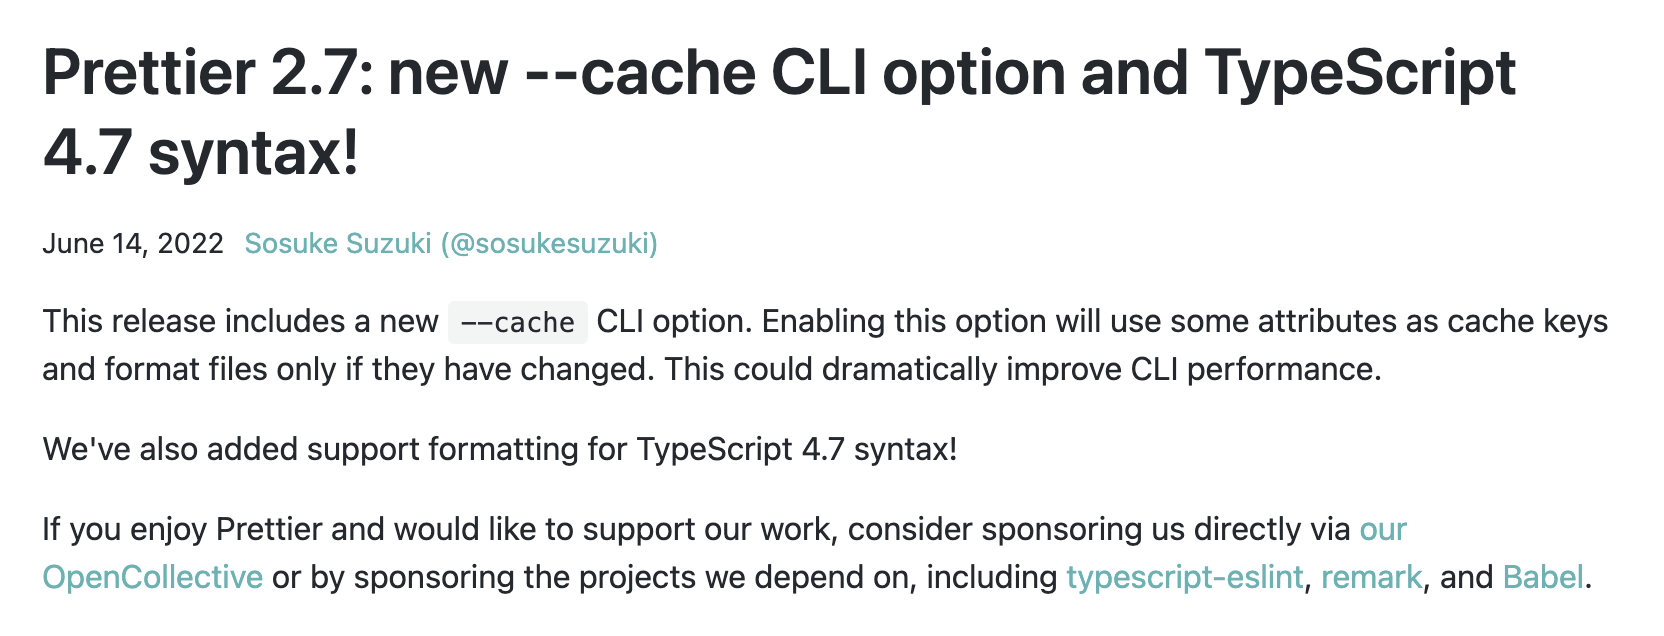 Prettier 2.7: new --cache CLI option and TypeScript
4.7 syntax!
June 14, 2022 Sosuke Suzuki (@sosukesuzuki)
This release includes a new --cache CLI option. Enabling this option will use some attributes as cache keys
and format files only if they have changed. This could dramatically improve CLI performance.
We've also added support formatting for TypeScript 4.7 syntax!
If you enjoy Prettier and would like to support our work, consider sponsoring us directly via our
OpenCollective or by sponsoring the projects we depend on, including typescript-eslint, remark, and Babel.